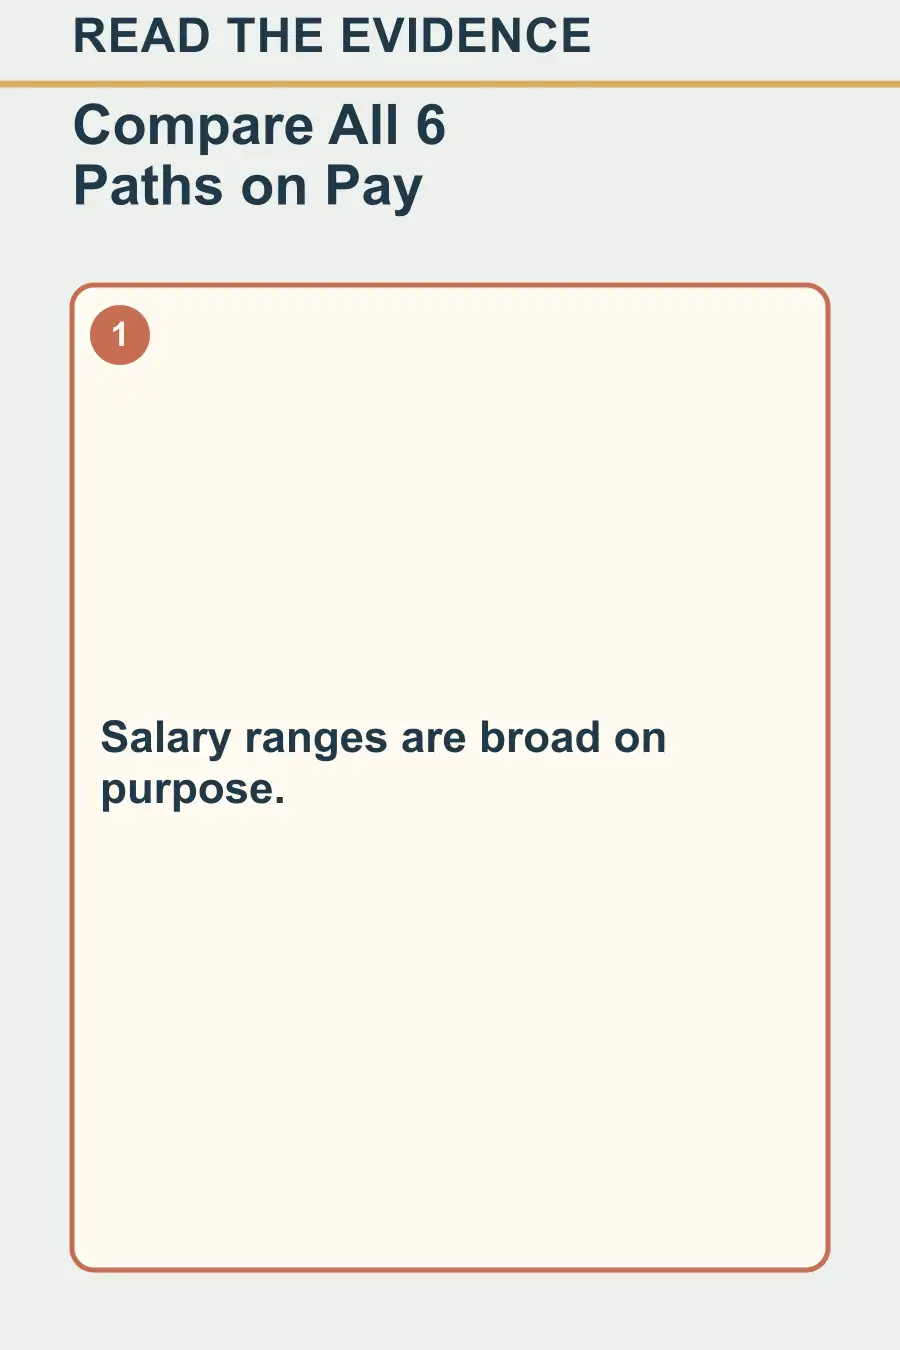 READ THE EVIDENCE
Compare All 6
Paths on Pay
1
Salary ranges are broad on
purpose.